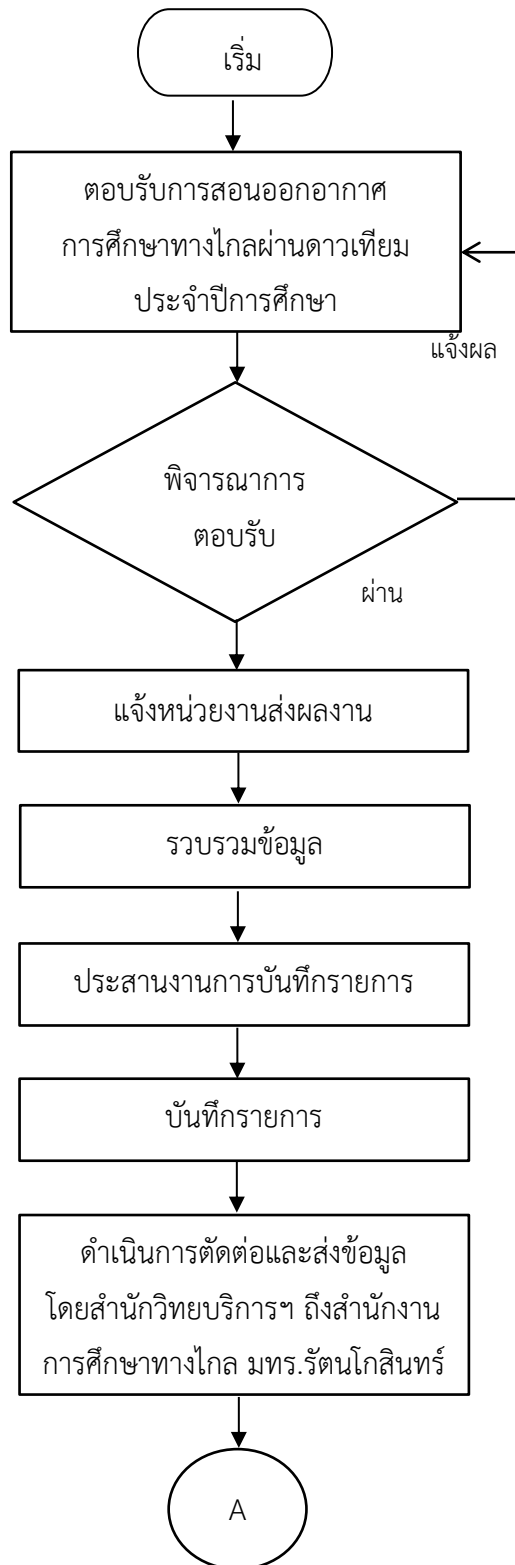 เริ่ม
ตอบรับการสอนออกอากาศ
การศึกษาทางไกลผ่านดาวเทียม
ประจำปีการศึกษา
แจ้งผล
พิจารณาการ
ตอบรับ
ผ่าน
แจ้งหน่วยงานส่งผลงาน
รวบรวมข้อมูล
ประสานงานการบันทึกรายการ
บันทึกรายการ
ดำเนินการตัดต่อและส่งข้อมูล
โดยสำนักวิทยบริการฯ ถึงสำนักงาน
การศึกษาทางไกล มทร.รัตนโกสินทร์
A